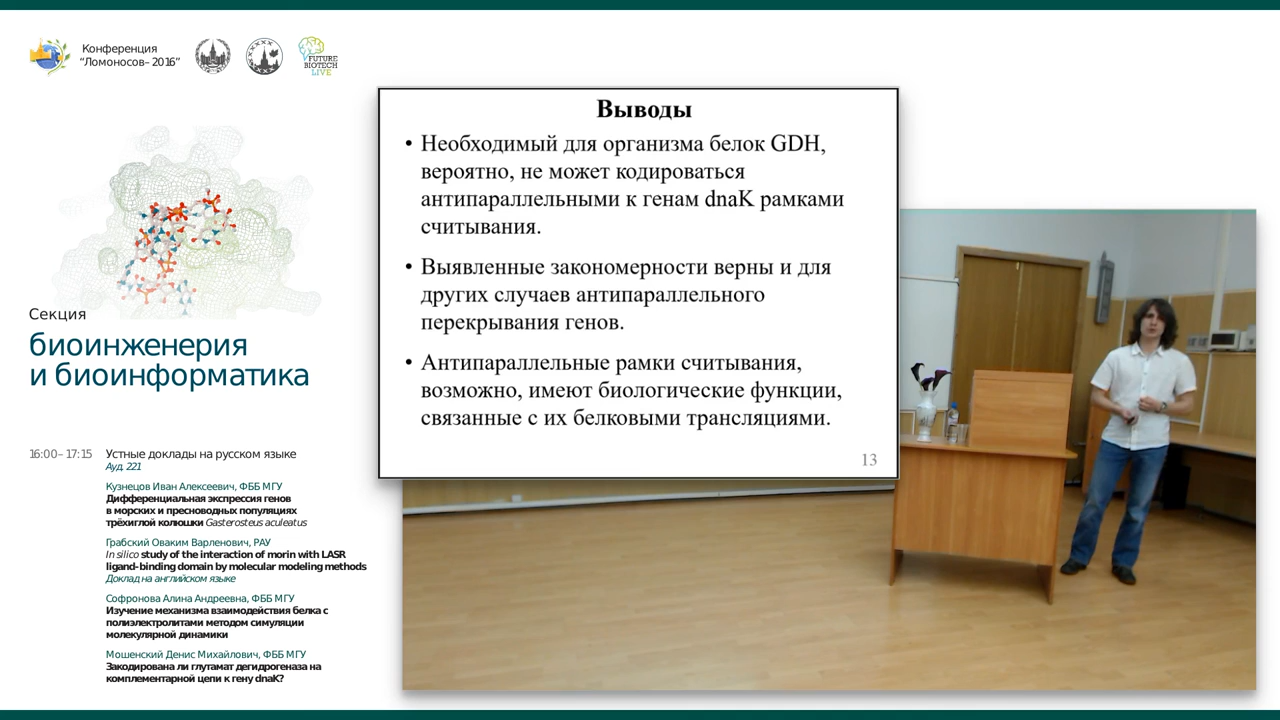 Конференция
“Ломоносов– 2016”
FUTURE
BIOTECH
LIVE
Секция
биоинженерия
и биоинформатика
16:00– 17:15 Устные доклады на русском языке
Ауд. 221
Кузнецов Иван Алексеевич, ФББ МГУ
Дифференциальная экспрессия генов
в морских и пресноводных популяциях
трёхиглой колюшки Gasterosteus aculeatus
Грабский Оваким Варленович, РАУ
In silico study of the interaction of morin with LASR
ligand-binding domain by molecular modeling methods
Доклад на английском языке
Софронова Алина Андреевна, ФББ МГУ
Изучение механизма взаимодействия белка с
полиэлектролитами методом симуляции
молекулярной динамики
Мошенский Денис Михайлович, ФББ МГУ
Закодирована ли глутамат дегидрогеназа на
комплементарной цепи к гену dnaK?
Выводы
• Необходимый для организма белок GDH,
вероятно, не может кодироваться
антипараллельными к генам dnaK рамками
считывания.
• Выявленные закономерности верны и для
других случаев антипараллельного
перекрывания генов.
• Антипараллельные рамки считывания,
возможно, имеют биологические функции,
связанные с их белковыми трансляциями.
13